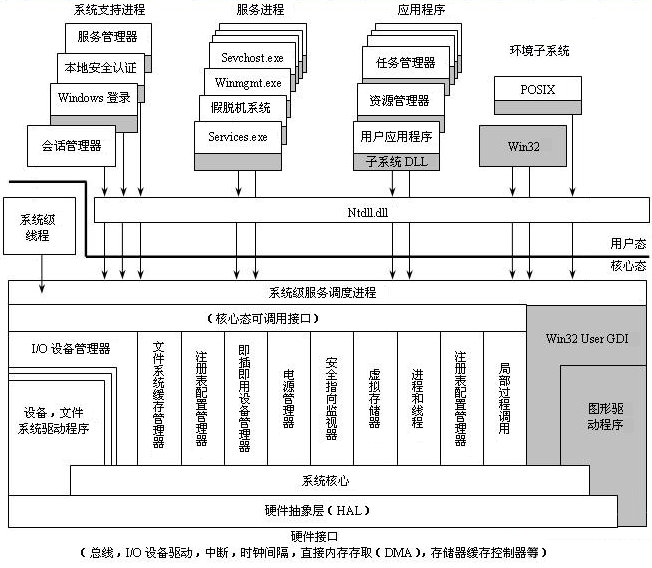 系统支持进程
服务进程
应用程序
环境子系统
服务管理器
本地安全认证
Windows 登录
会话管理器
Sevchost.exe
Winmgmt.exe
假脱机系统
Services.exe
任务管理器
资源管理器
用户应用程序
子系统 DLL
POSIX
Win32
系统级
线程
Ntdll.dll
用户态
核心态
系统级服务调度进程
(核心态可调用接口)
I/O 设备管理器
设备,文件
系统驱动程序
文件系统缓存管理器
注册表配置管理器
即插即用设备管理器
电源管理器
安全指向监视器
虚拟存储器
进程和线程
注册表配置管理器
局部过程调用
Win32 User GDI
图形驱
动程序
系统核心
硬件抽象层(HAL)
硬件接口
(总线,I/O 设备驱动,中断,时钟间隔,直接内存存取(DMA),存储器缓存控制器等)